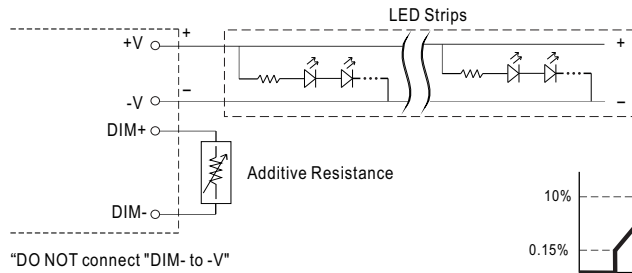 LED Strips
+V
+
+
-V
–
–
DIM+
Additive Resistance
DIM-
10%
0.15%
“DO NOT connect "DIM- to -V"